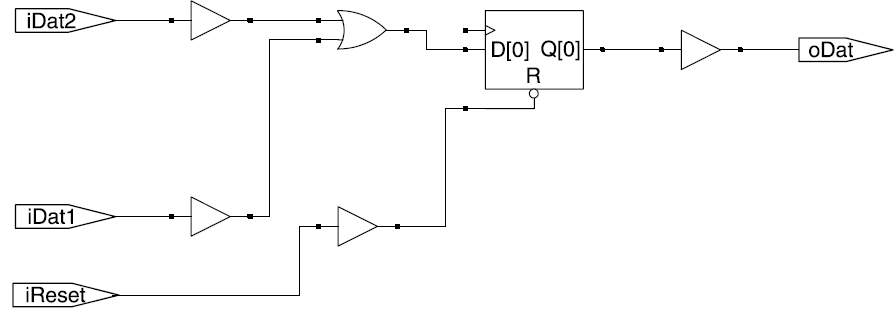 iDat2
D[0] Q[0]
R
oDat
iDat1
iReset